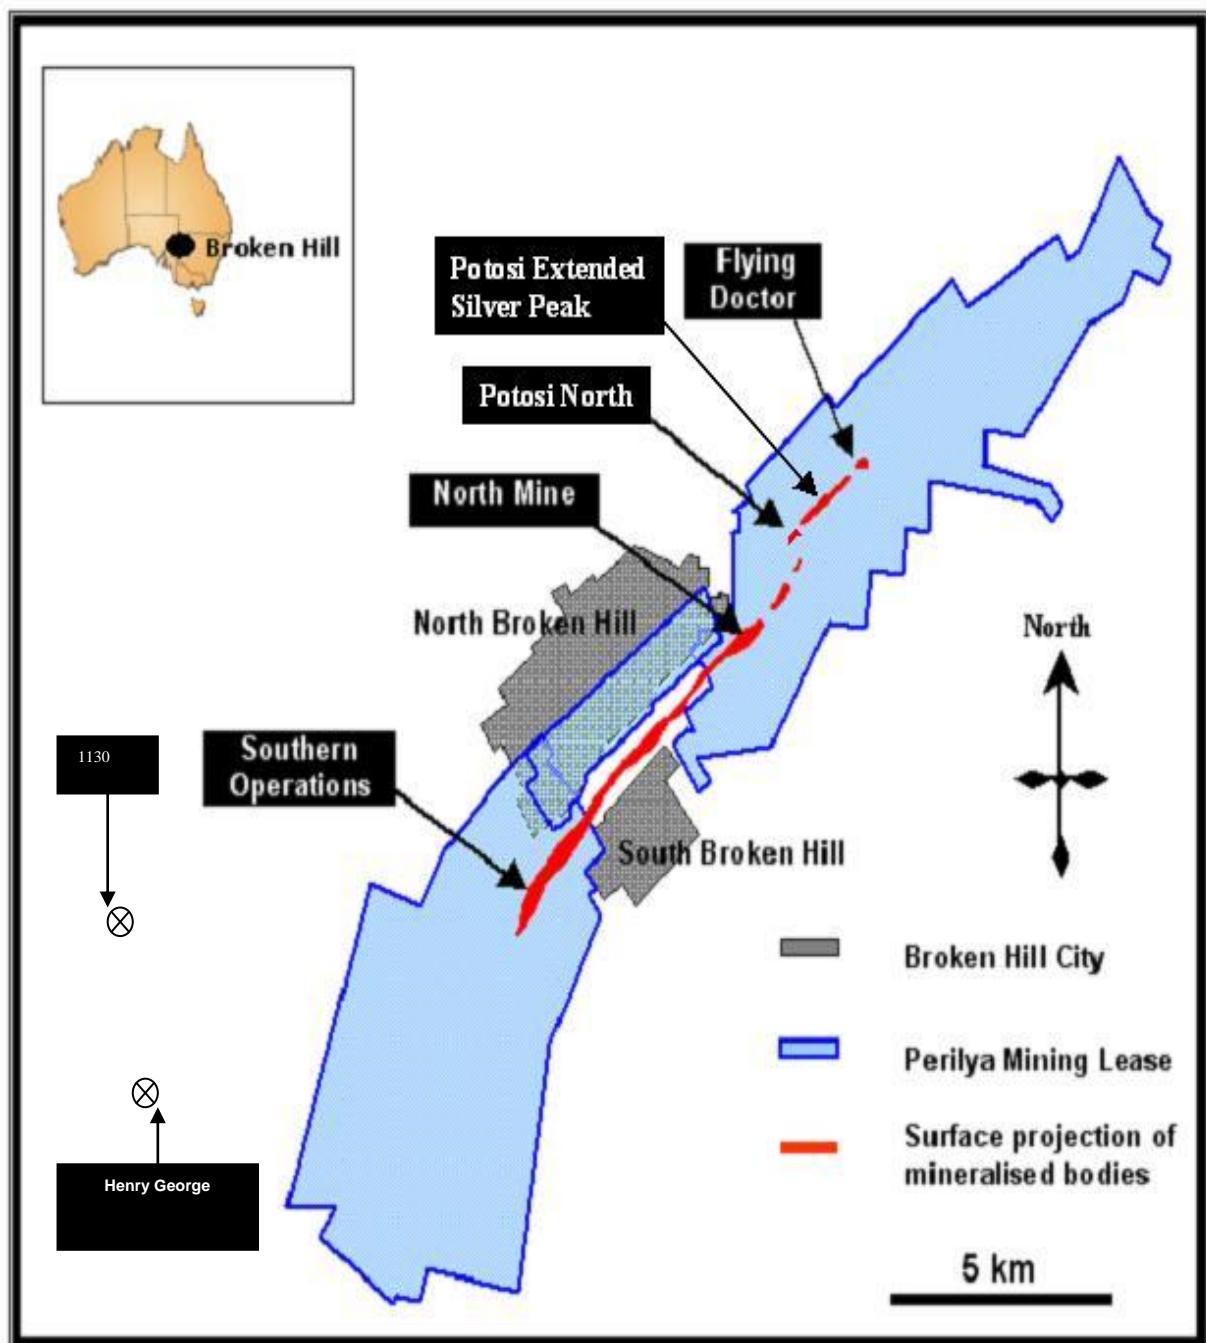 Broken Hill
Potosi Extended
Silver Peak
Flying
Doctor
Potosi North
North Mine
North Broken Hill
North
1130
Southern
Operations
South Broken Hill
Broken Hill City
Perilya Mining Lease
Henry George
Surface projection of
mineralised bodies
5 km